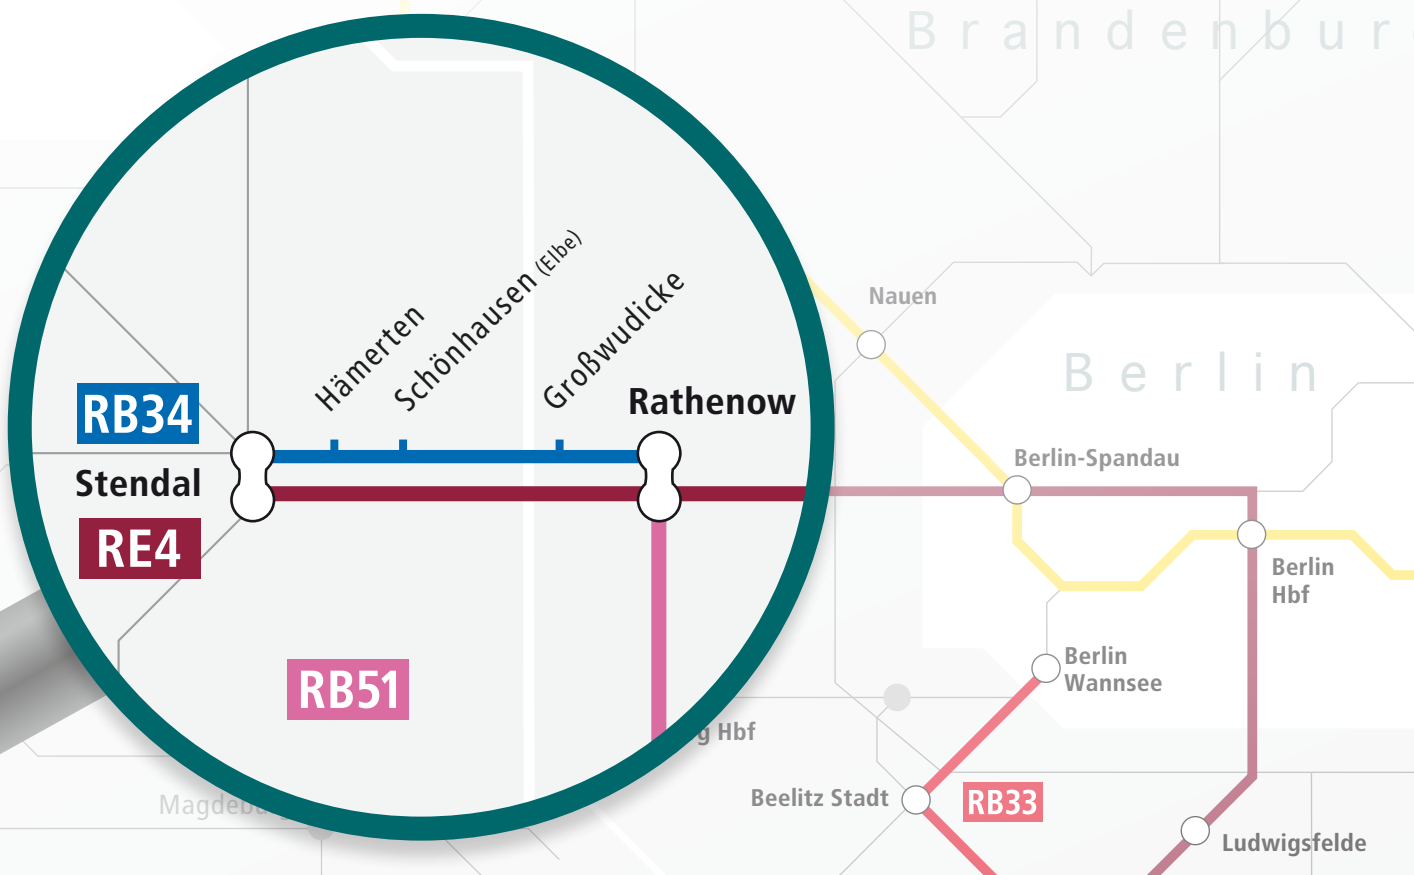 Brandenbur
Nauen
Berlin
Hämerten
Schönhausen (Elbe)
Großwudicke
RB34
Rathenow
Stendal
Berlin-Spandau
RE4
Berlin
Hbf
RB51
Berlin
Wannsee
g Hbf
Magdebu
Beelitz Stadt
RB33
Ludwigsfelde